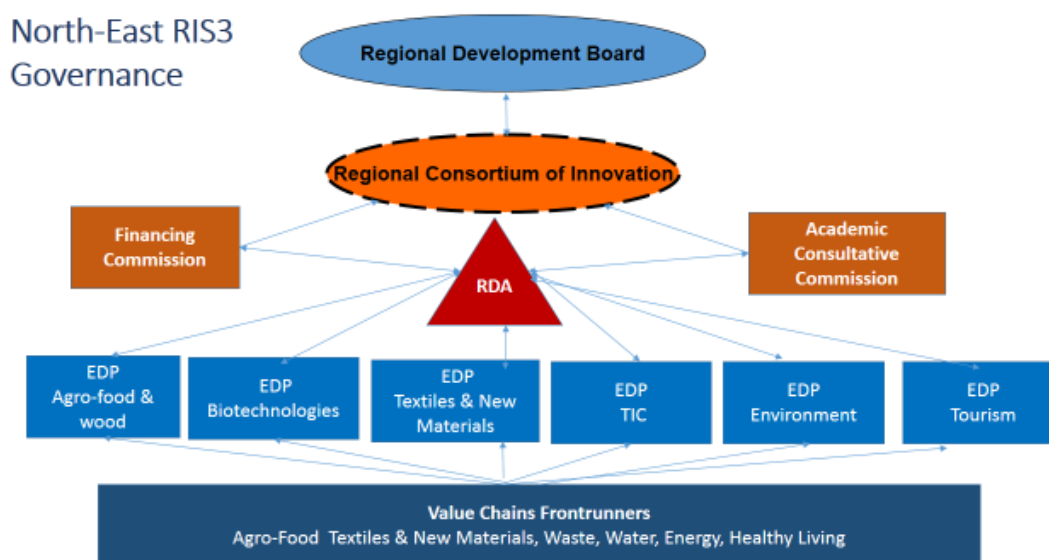 North-East RIS3
Governance
Regional Development Board
Regional Consortium of Innovation
Financing
Commission
Academic
Consultative
Commission
RDA
EDP
Agro-food &
wood
EDP
Biotechnologies
EDP
Textiles & New
Materials
EDP
TIC
EDP
Environment
EDP
Tourism
Value Chains Frontrunners
Agro-Food Textiles & New Materials, Waste, Water, Energy, Healthy Living